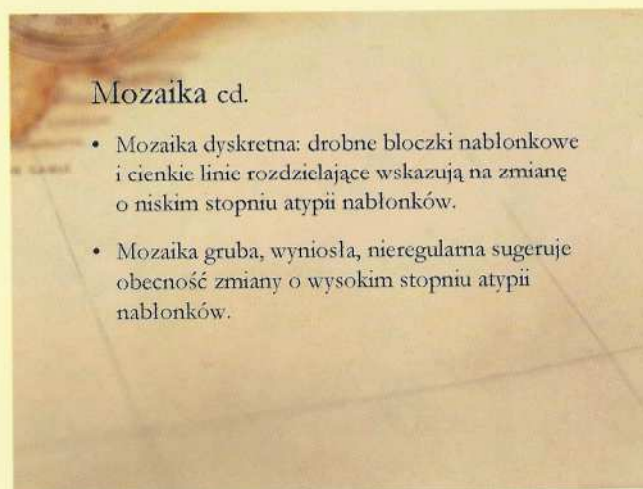 Mozaika cd.
• Mozaika dyskretna: drobne bloczki nabłonkowe
i cienkie linie rozdzielające wskazują na zmianę
o niskim stopniu atypii nabłonków.
• Mozaika gruba, wyniosła, nieregularna sugeruje
obecność zmiany o wysokim stopniu atypii
nabłonków.